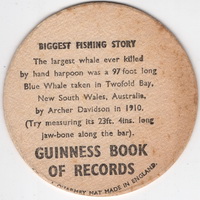 BIGGEST FISHING STORY
The largest whale ever killed
by hand harpoon was a 97 foot long
Blue Whale taken in Twofold Bay,
New South Wales, Australia,
by Archer Davidson in 1910.
(Try measuring its 23ft. 4ins. long
jaw-bone along the bar).
GUINNESS BOOK
OF RECORDS
QUARMBY MAT MADE IN ENGLAND.